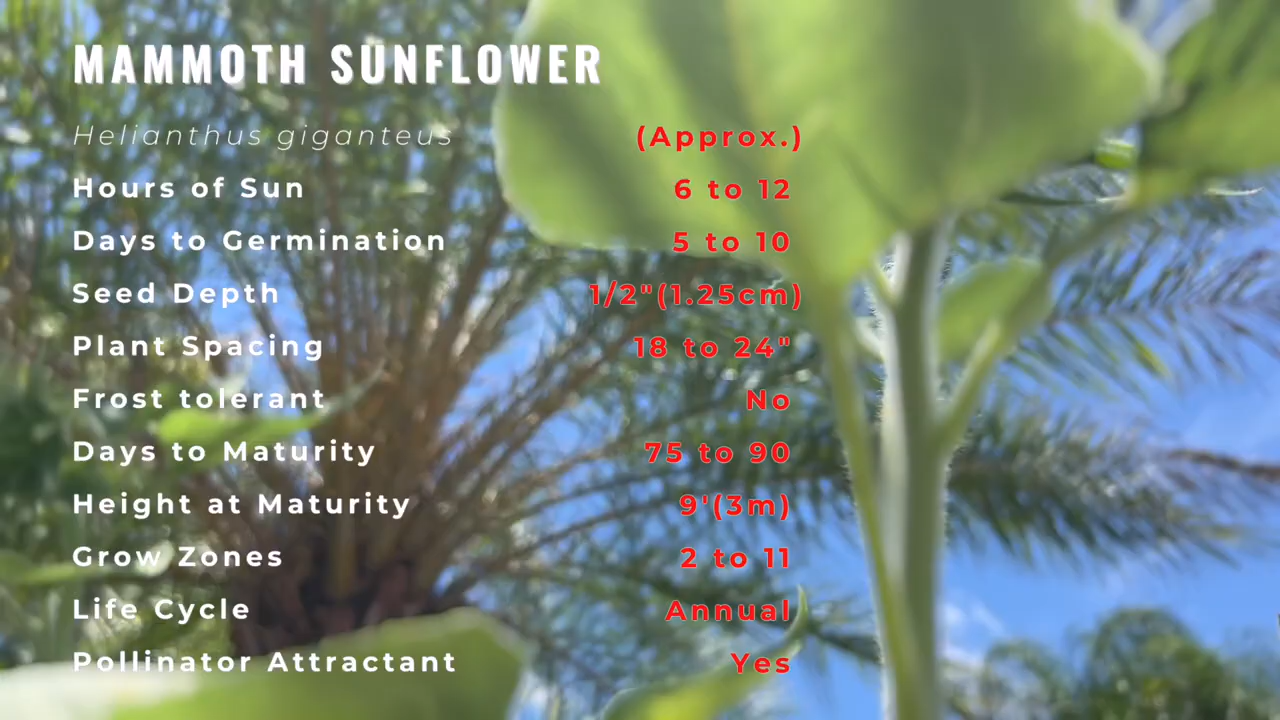 MAMMOTH SUNFLOWER
Helianthus giganteus (Approx.)
Hours of Sun 6 to 12
Days to Germination 5 to 10
Seed Depth 1/2"(1.25cm)
Plant Spacing 18 to 24"
Frost tolerant No
Days to Maturity 75 to 90
Height at Maturity 9'(3m)
Grow Zones 2 to 11
Life Cycle Annual
Pollinator Attractant Yes